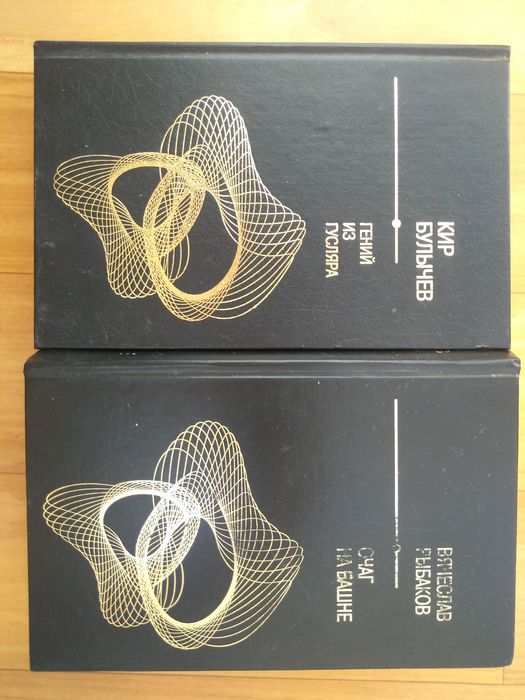 КИР
БУЛЫЧЕВ
ГЕНИЙ
ИЗ
ГУСЛЯРА
ВЯЧЕСЛАВ
РЫБАКОВ
ОЧАГ
НА БАШНЕ